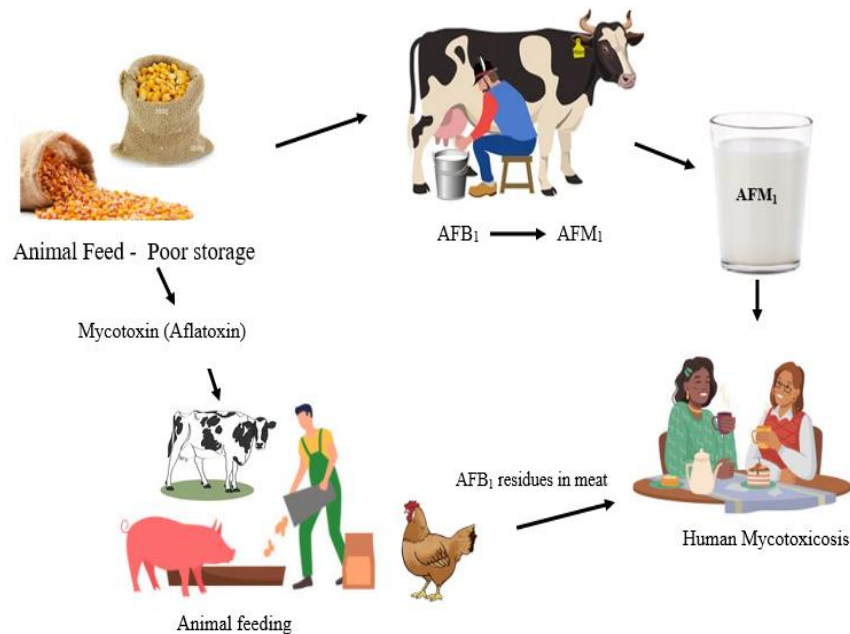 AFM₁
AFB₁ → AFM₁
Animal Feed - Poor storage
Mycotoxin (Aflatoxin)
AFB₁ residues in meat
Human Mycotoxicosis
Animal feeding